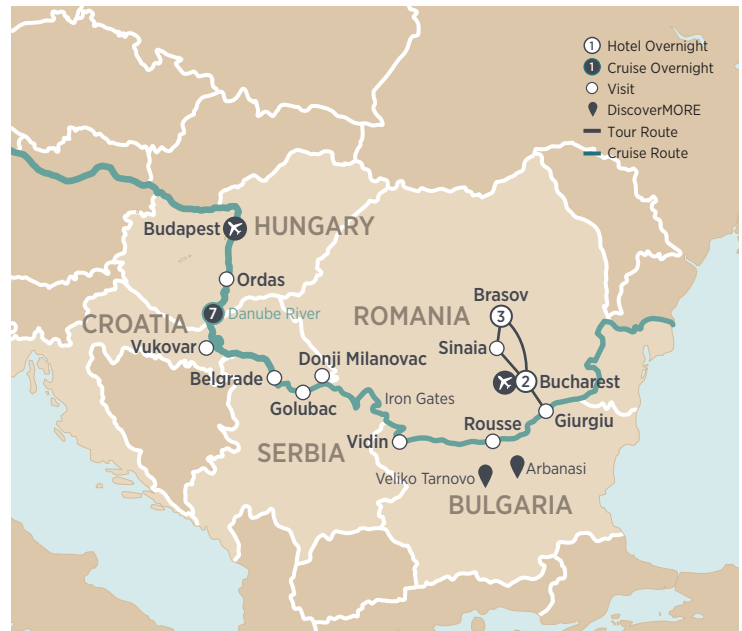 1 Hotel Overnight
1 Cruise Overnight
Visit
DiscoverMORE
Tour Route
Cruise Route
Budapest
HUNGARY
Ordas
7
Danube River
CROATIA
Vukovar
ROMANIA
Brasov
3
Sinaia
Donji Milanovac
Belgrade
2
Bucharest
Golubac
Iron Gates
Giurgiu
Rousse
Vidin
SERBIA
Veliko Tarnovo
Arbanasi
BULGARIA